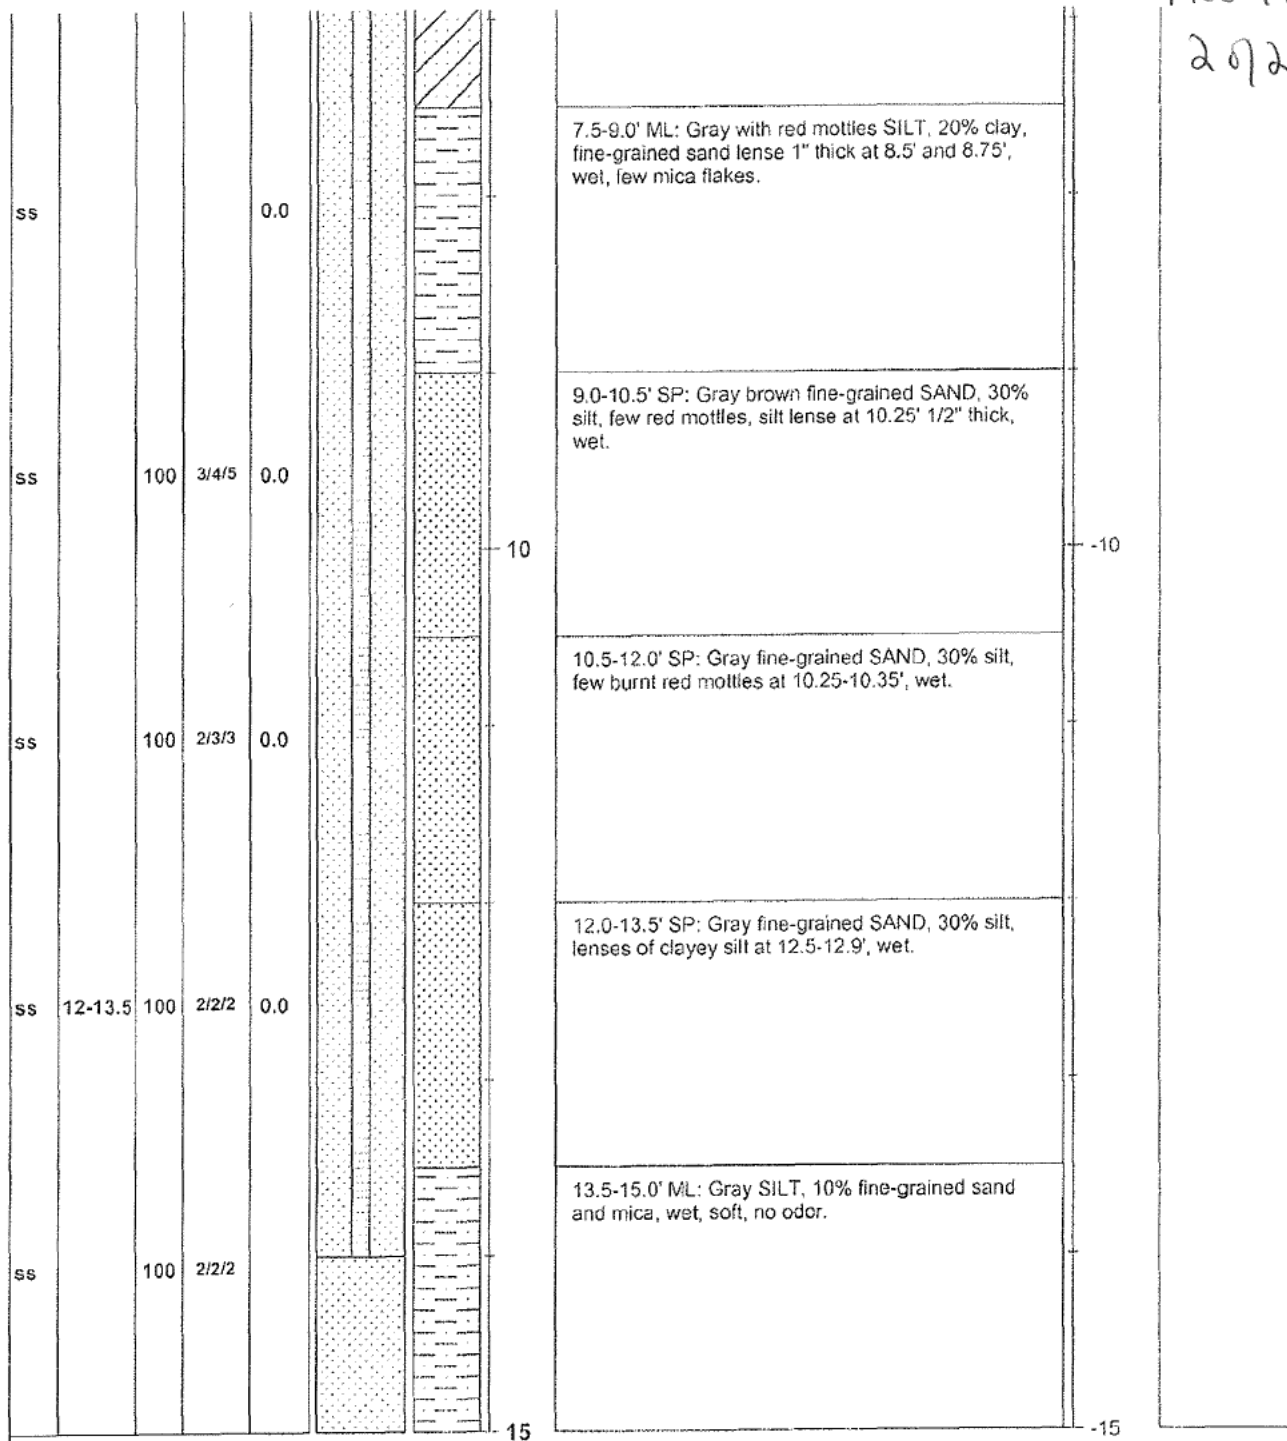 2 of 2
7.5-9.0' ML: Gray with red mottles SILT, 20% clay,
fine-grained sand lense 1" thick at 8.5' and 8.75',
wet, few mica flakes.
ss 0.0
9.0-10.5' SP: Gray brown fine-grained SAND, 30%
silt, few red mottles, silt lense at 10.25' 1/2" thick,
wet.
ss 100 3/4/5 0.0
10 -10
10.5-12.0' SP: Gray fine-grained SAND, 30% silt,
few burnt red mottles at 10.25-10.35', wet.
ss 100 2/3/3 0.0
12.0-13.5' SP: Gray fine-grained SAND, 30% silt,
lenses of clayey silt at 12.5-12.9', wet.
ss 12-13.5 100 2/2/2 0.0
13.5-15.0' ML: Gray SILT, 10% fine-grained sand
and mica, wet, soft, no odor.
ss 100 2/2/2
15 -15